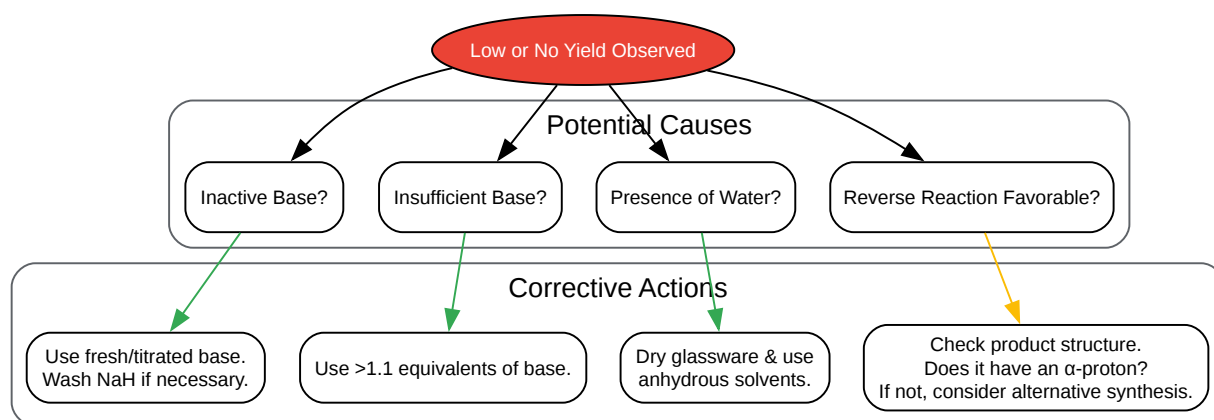 Low or No Yield Observed
Potential Causes
Inactive Base?
Insufficient Base?
Presence of Water?
Reverse Reaction Favorable?
Corrective Actions
Use fresh/titrated base.
Wash NaH if necessary.
Use >1.1 equivalents of base.
Dry glassware & use
anhydrous solvents.
Check product structure.
Does it have an α-proton?
If not, consider alternative synthesis.